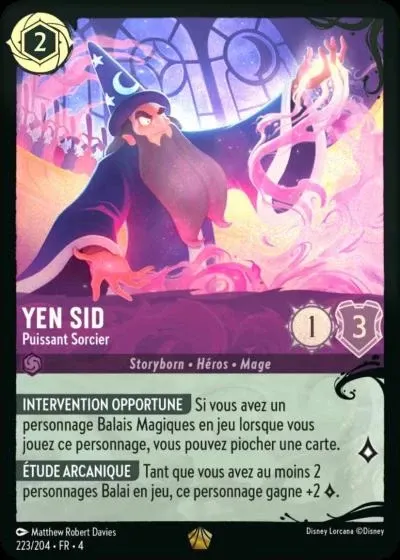 2
YEN SID
Puissant Sorcier
1
3
Storyborn • Héros • Mage
INTERVENTION OPPORTUNE Si vous avez un
personnage Balais Magiques en jeu lorsque vous
jouez ce personnage, vous pouvez piocher une carte.
ÉTUDE ARCANIQUE Tant que vous avez au moins 2
personnages Balai en jeu, ce personnage gagne +2 .
Matthew Robert Davies
223/204 • FR • 4
Disney Lorcana ©Disney